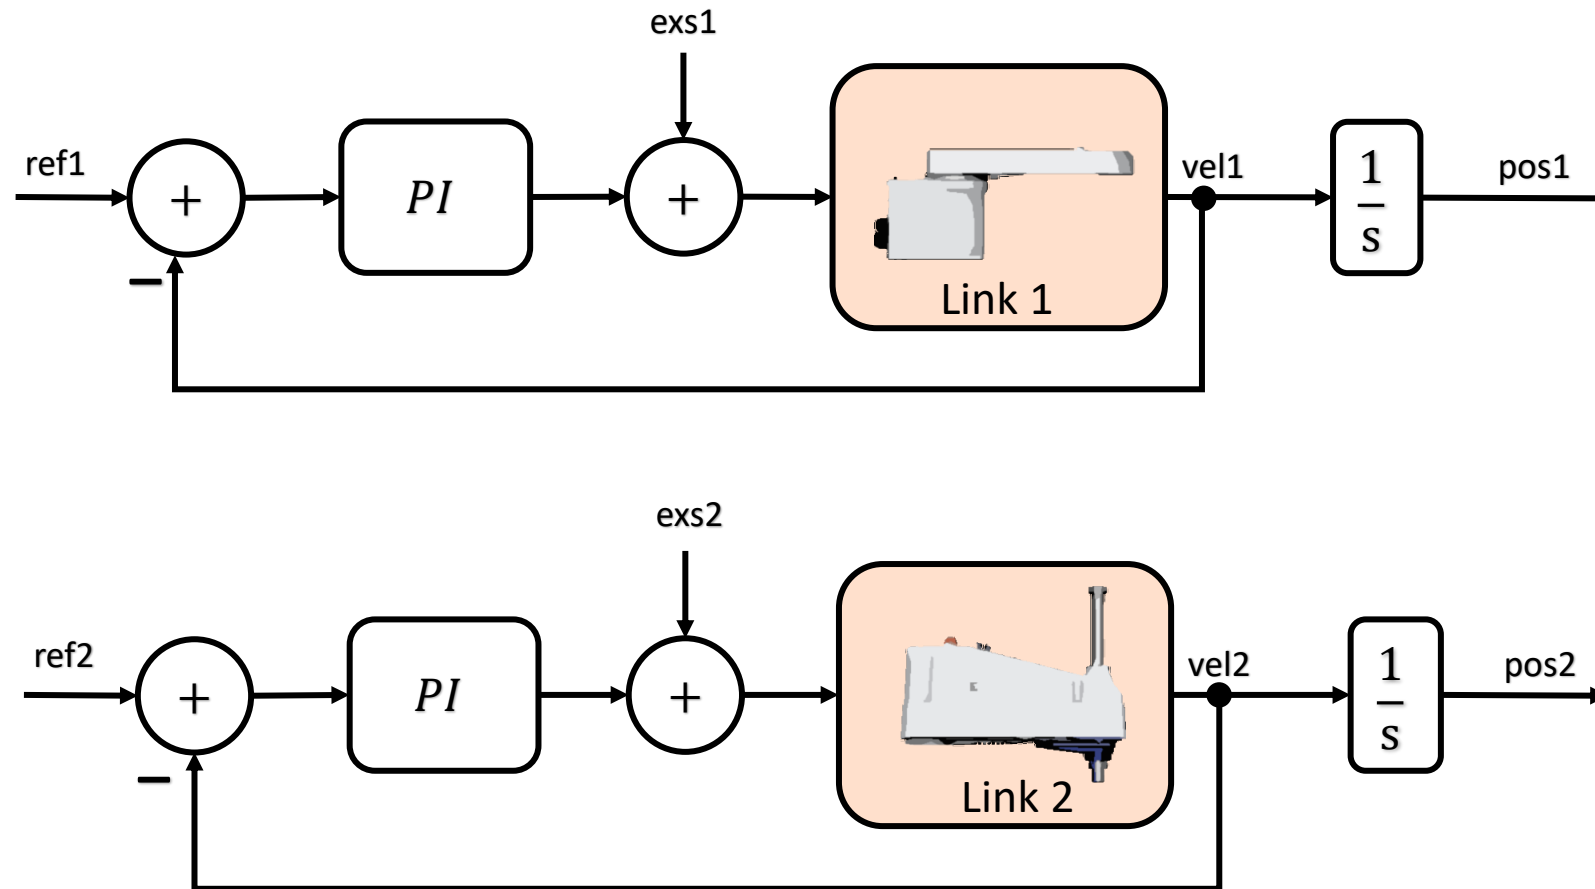 exs1
ref1
+
PI
+
vel1
1
s
pos1
−
Link 1
exs2
ref2
+
PI
+
vel2
1
s
pos2
−
Link 2